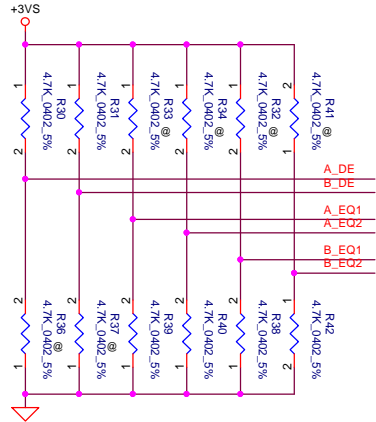 +3VS
1 1 1 1 1 2
R30 4.7K_0402_5%
R31 4.7K_0402_5%
R33 @ 4.7K_0402_5%
R34 @ 4.7K_0402_5%
R32 @ 4.7K_0402_5%
R41 @ 4.7K_0402_5%
2 2 2 2 2 1
A_DE
B_DE
A_EQ1
A_EQ2
B_EQ1
B_EQ2
2 2 2 2 2 1
R36 @ 4.7K_0402_5%
R37 @ 4.7K_0402_5%
R39 4.7K_0402_5%
R40 4.7K_0402_5%
R38 4.7K_0402_5%
R42 4.7K_0402_5%
1 1 1 1 1 2